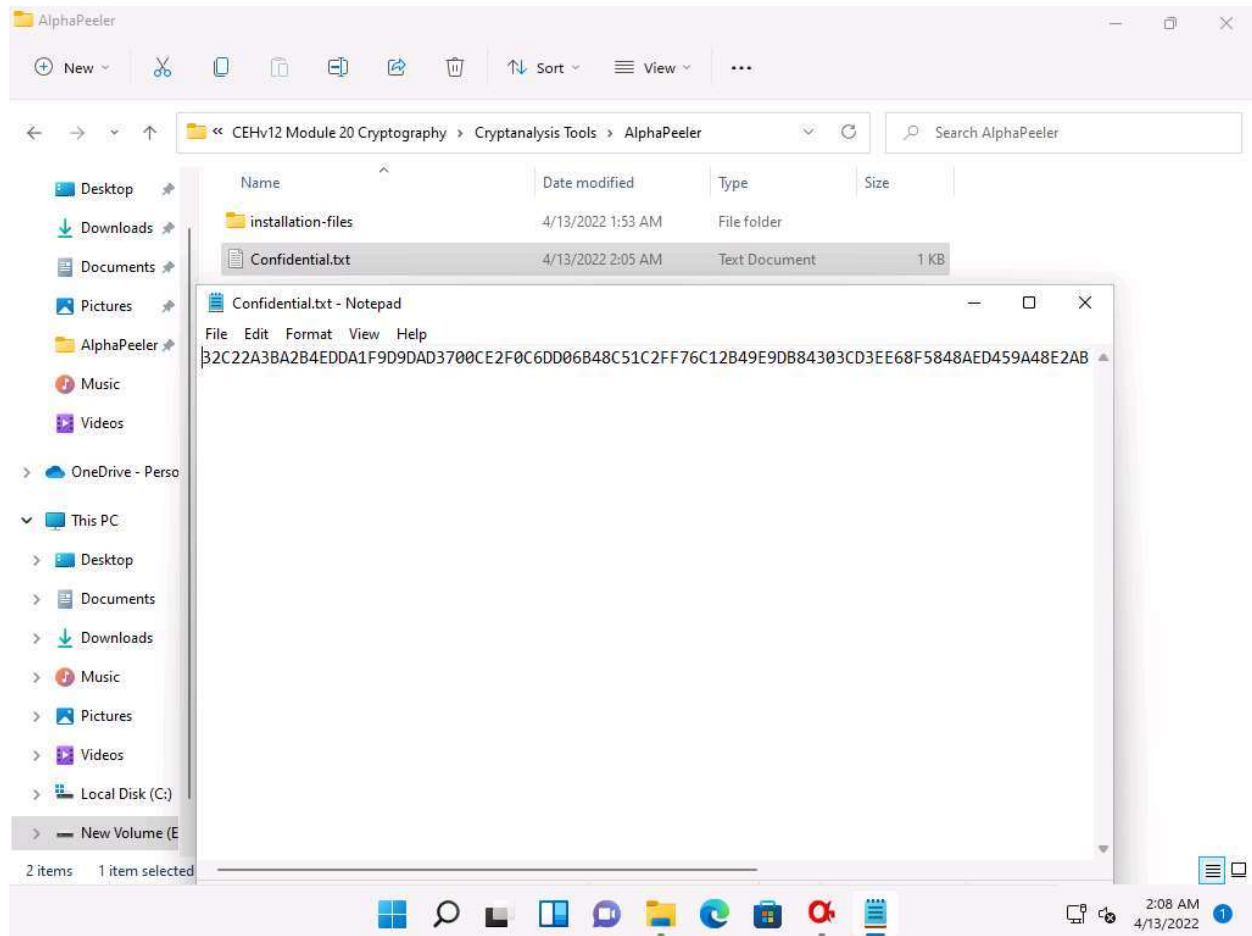 AlphaPeeler
New
Sort
View
« CEHv12 Module 20 Cryptography > Cryptanalysis Tools > AlphaPeeler
Search AlphaPeeler
Name Date modified Type Size
installation-files 4/13/2022 1:53 AM File folder
Confidential.txt 4/13/2022 2:05 AM Text Document 1 KB
Desktop
Downloads
Documents
Pictures
AlphaPeeler
Music
Videos
OneDrive - Perso
This PC
Desktop
Documents
Downloads
Music
Pictures
Videos
Local Disk (C:)
New Volume (E
2 items 1 item selected
Confidential.txt - Notepad
File Edit Format View Help
32C22A3BA2B4EDDA1F9D9DAD3700CE2F0C6DD06B48C51C2FF76C12B49E9DB84303CD3EE68F5848AED459A48E2AB
2:08 AM
4/13/2022
1